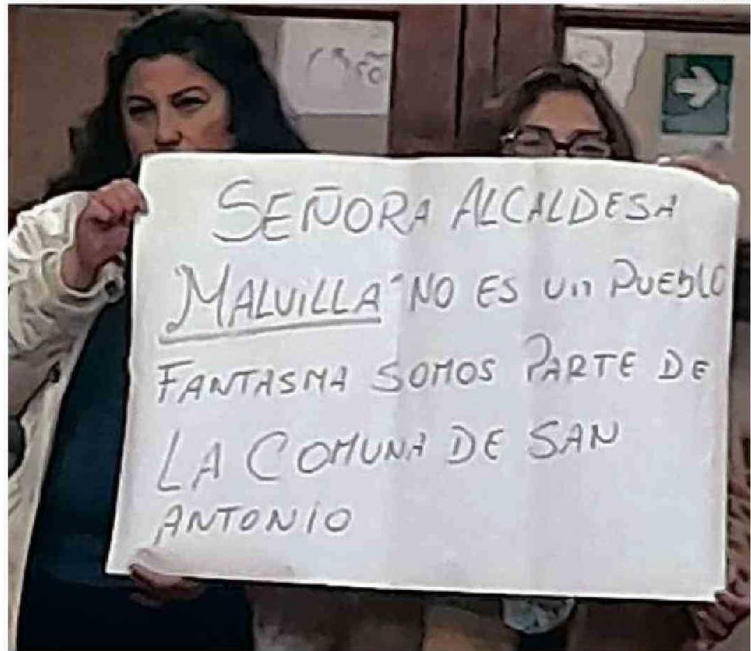 SEÑORA ALCALDESA
MALVILLA NO ES UN PUEBLO
FANTASMA SOMOS PARTE DE
LA COMUNA DE SAN
ANTONIO